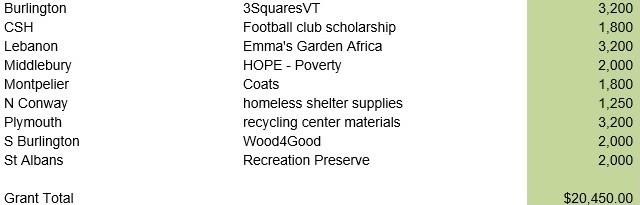 Burlington 3SquaresVT 3,200
CSH Football club scholarship 1,800
Lebanon Emma's Garden Africa 3,200
Middlebury HOPE - Poverty 2,000
Montpelier Coats 1,800
N Conway homeless shelter supplies 1,250
Plymouth recycling center materials 3,200
S Burlington Wood4Good 2,000
St Albans Recreation Preserve 2,000
Grant Total $20,450.00